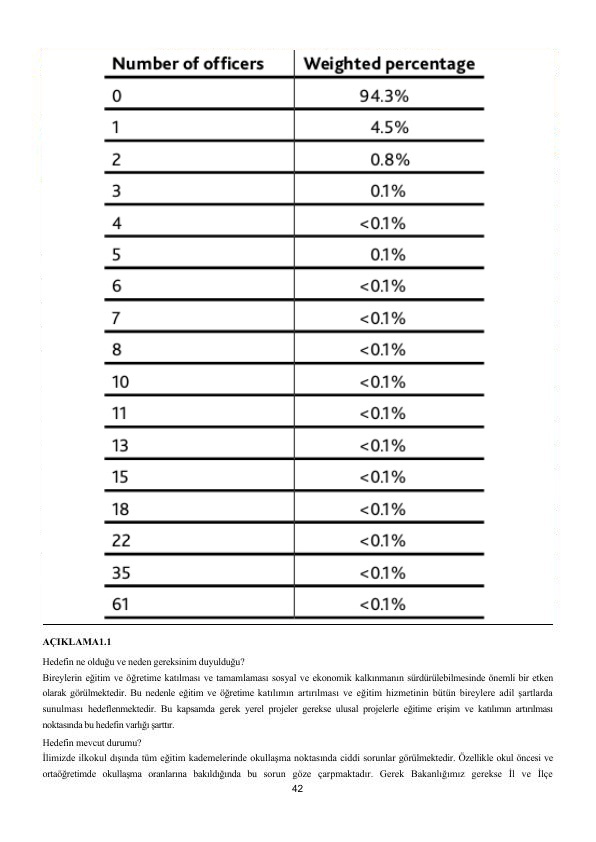 Number of officers Weighted percentage
0 94.3%
1 4.5%
2 0.8%
3 0.1%
4 <0.1%
5 0.1%
6 <0.1%
7 <0.1%
8 <0.1%
10 <0.1%
11 <0.1%
13 <0.1%
15 <0.1%
18 <0.1%
22 <0.1%
35 <0.1%
61 <0.1%
AÇIKLAMA1.1
Hedefin ne olduğu ve neden gereksinim duyulduğu?
Bireylerin eğitim ve öğretime katılması ve tamamlaması sosyal ve ekonomik kalkınmanın sürdürülebilmesinde önemli bir etken
olarak görülmektedir. Bu nedenle eğitim ve öğretime katılımın artırılması ve eğitim hizmetinin bütün bireylere adil şartlarda
sunulması hedeflenmektedir. Bu kapsamda gerek yerel projeler gerekse ulusal projelerle eğitime erişim ve katılımın artırılması
noktasında bu hedefin varlığı şarttır.
Hedefin mevcut durumu?
İlimizde ilkokul dışında tüm eğitim kademelerinde okullaşma noktasında ciddi sorunlar görülmektedir. Özellikle okul öncesi ve
ortaöğretimde okullaşma oranlarına bakıldığında bu sorun göze çarpmaktadır. Gerek Bakanlığımız gerekse İl ve İlçe
42